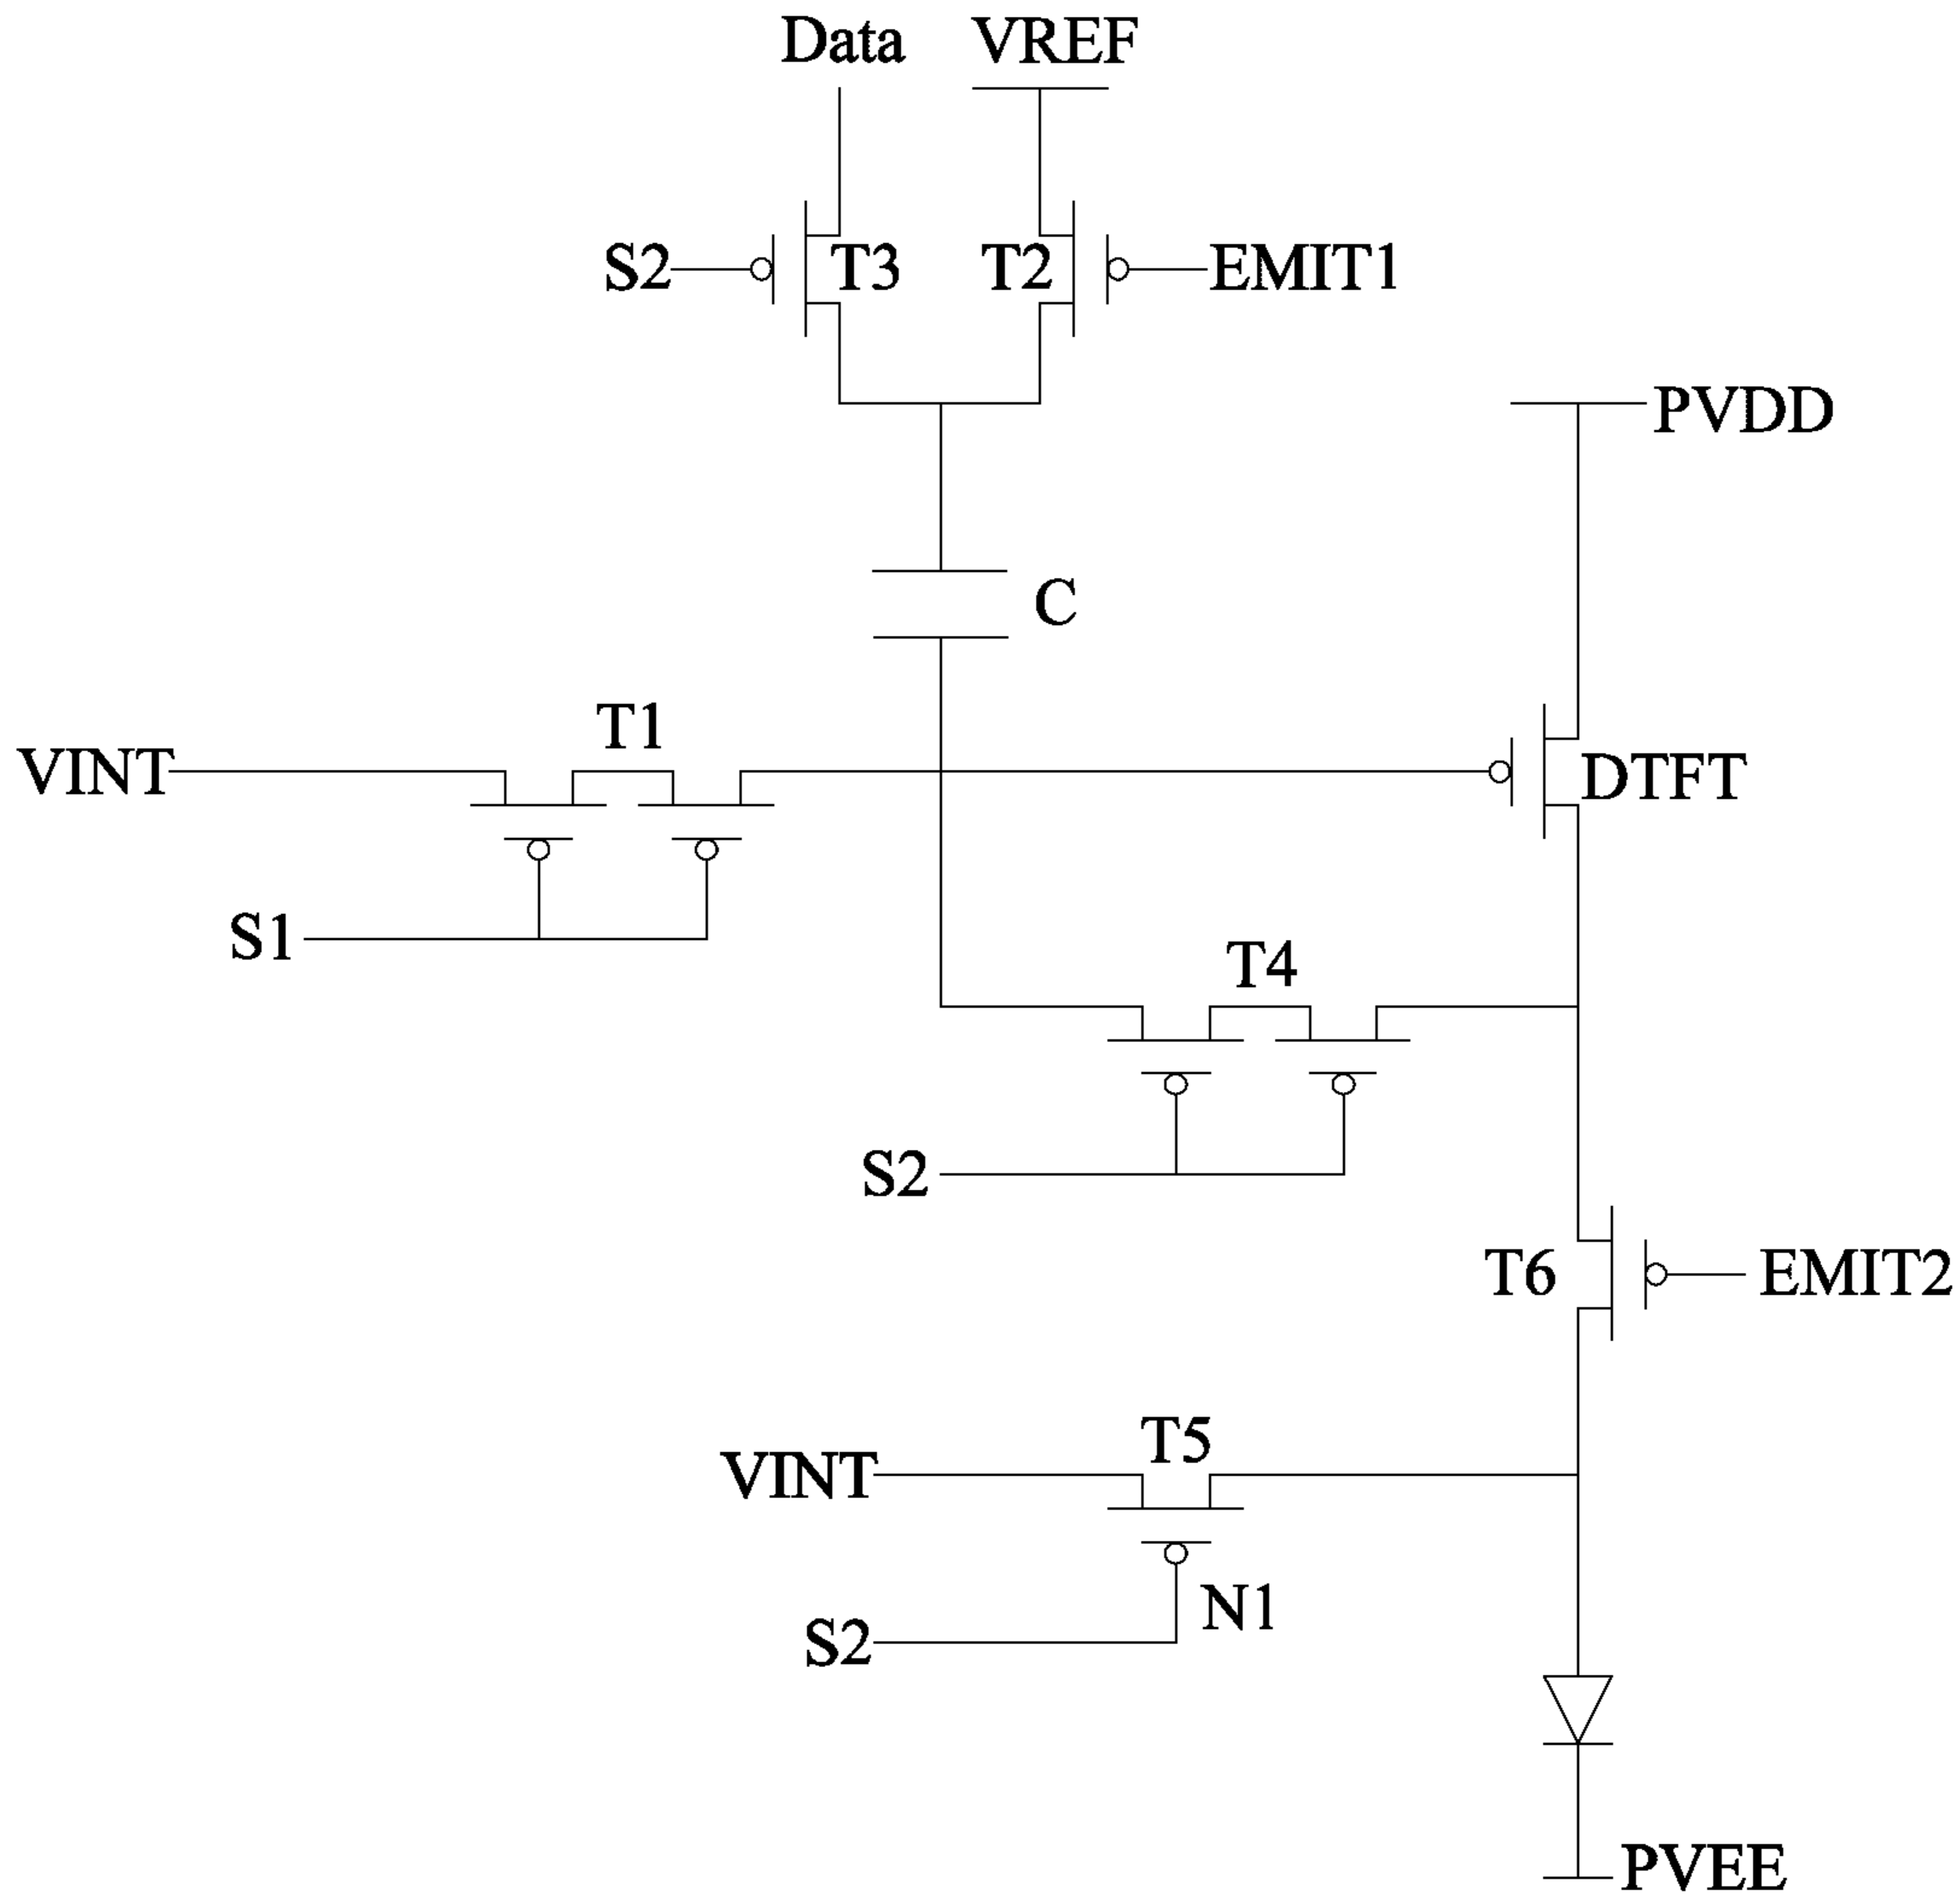 Data VREF
S2 T3 T2 EMIT1
PVDD
C
T1
VINT DTFT
S1
T4
S2
T6 EMIT2
T5
VINT
N1
S2
PVEE